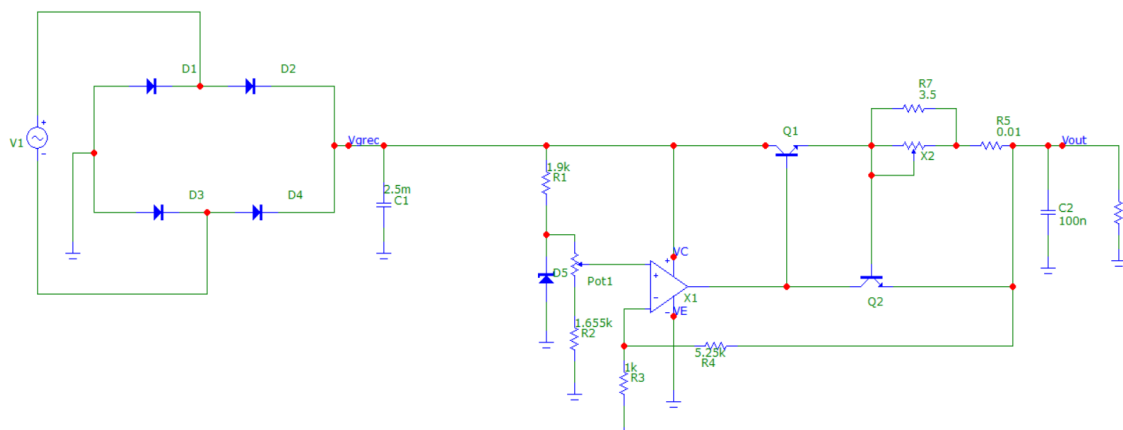 V1
+
−
D1
D2
D3
D4
Vgrec
2.5m
C1
1.9k
R1
D5
Pot1
1.655k
R2
+
−
+
−
VC
VE
X1
1k
R3
5.25k
R4
Q1
Q2
R7
3.5
X2
R5
0.01
Vout
C2
100n